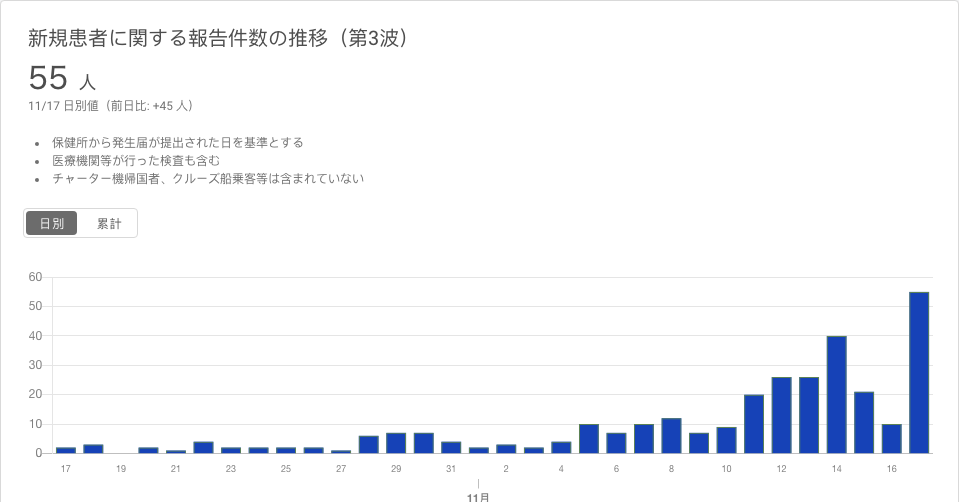 新規患者に関する報告件数の推移（第3波）
55 人
11/17 日別値（前日比: +45 人）
• 保健所から発生届が提出された日を基準とする
• 医療機関等が行った検査も含む
• チャーター機帰国者、クルーズ船乗客等は含まれていない
日別 累計
60
50
40
30
20
10
0
17 19 21 23 25 27 29 31 2 4 6 8 10 12 14 16
11月